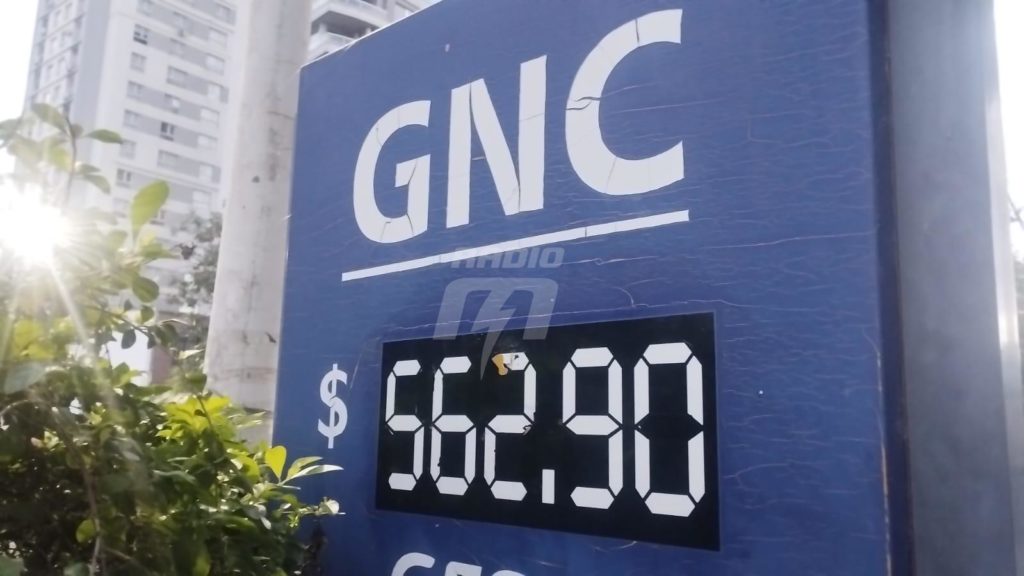 GNC
RADIO
M
$ 562.90